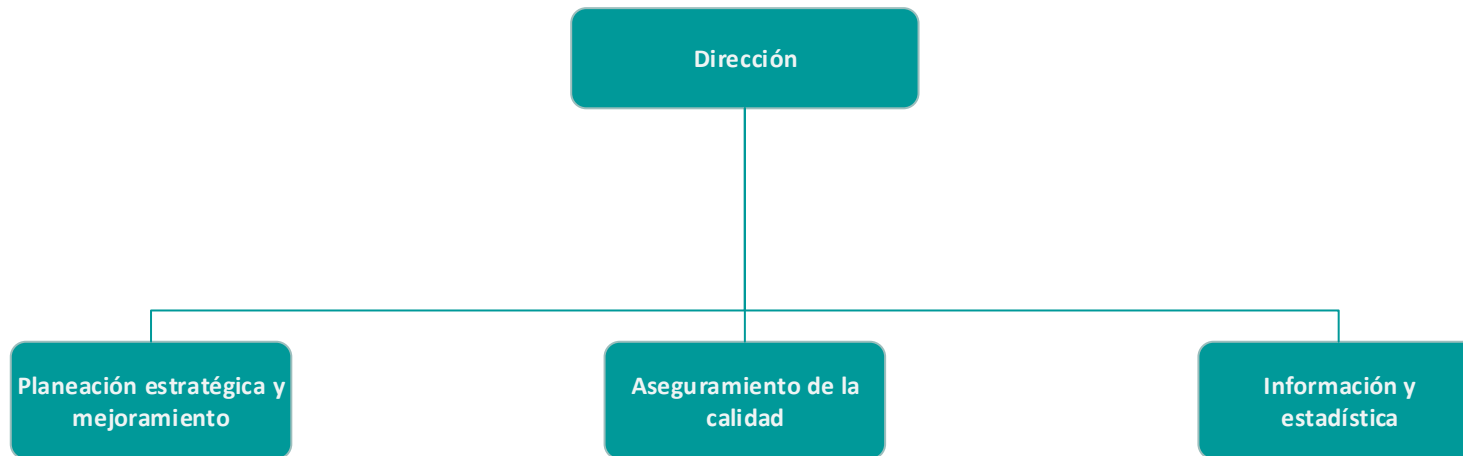 Dirección
Planeación estratégica y
mejoramiento
Aseguramiento de la
calidad
Información y
estadística